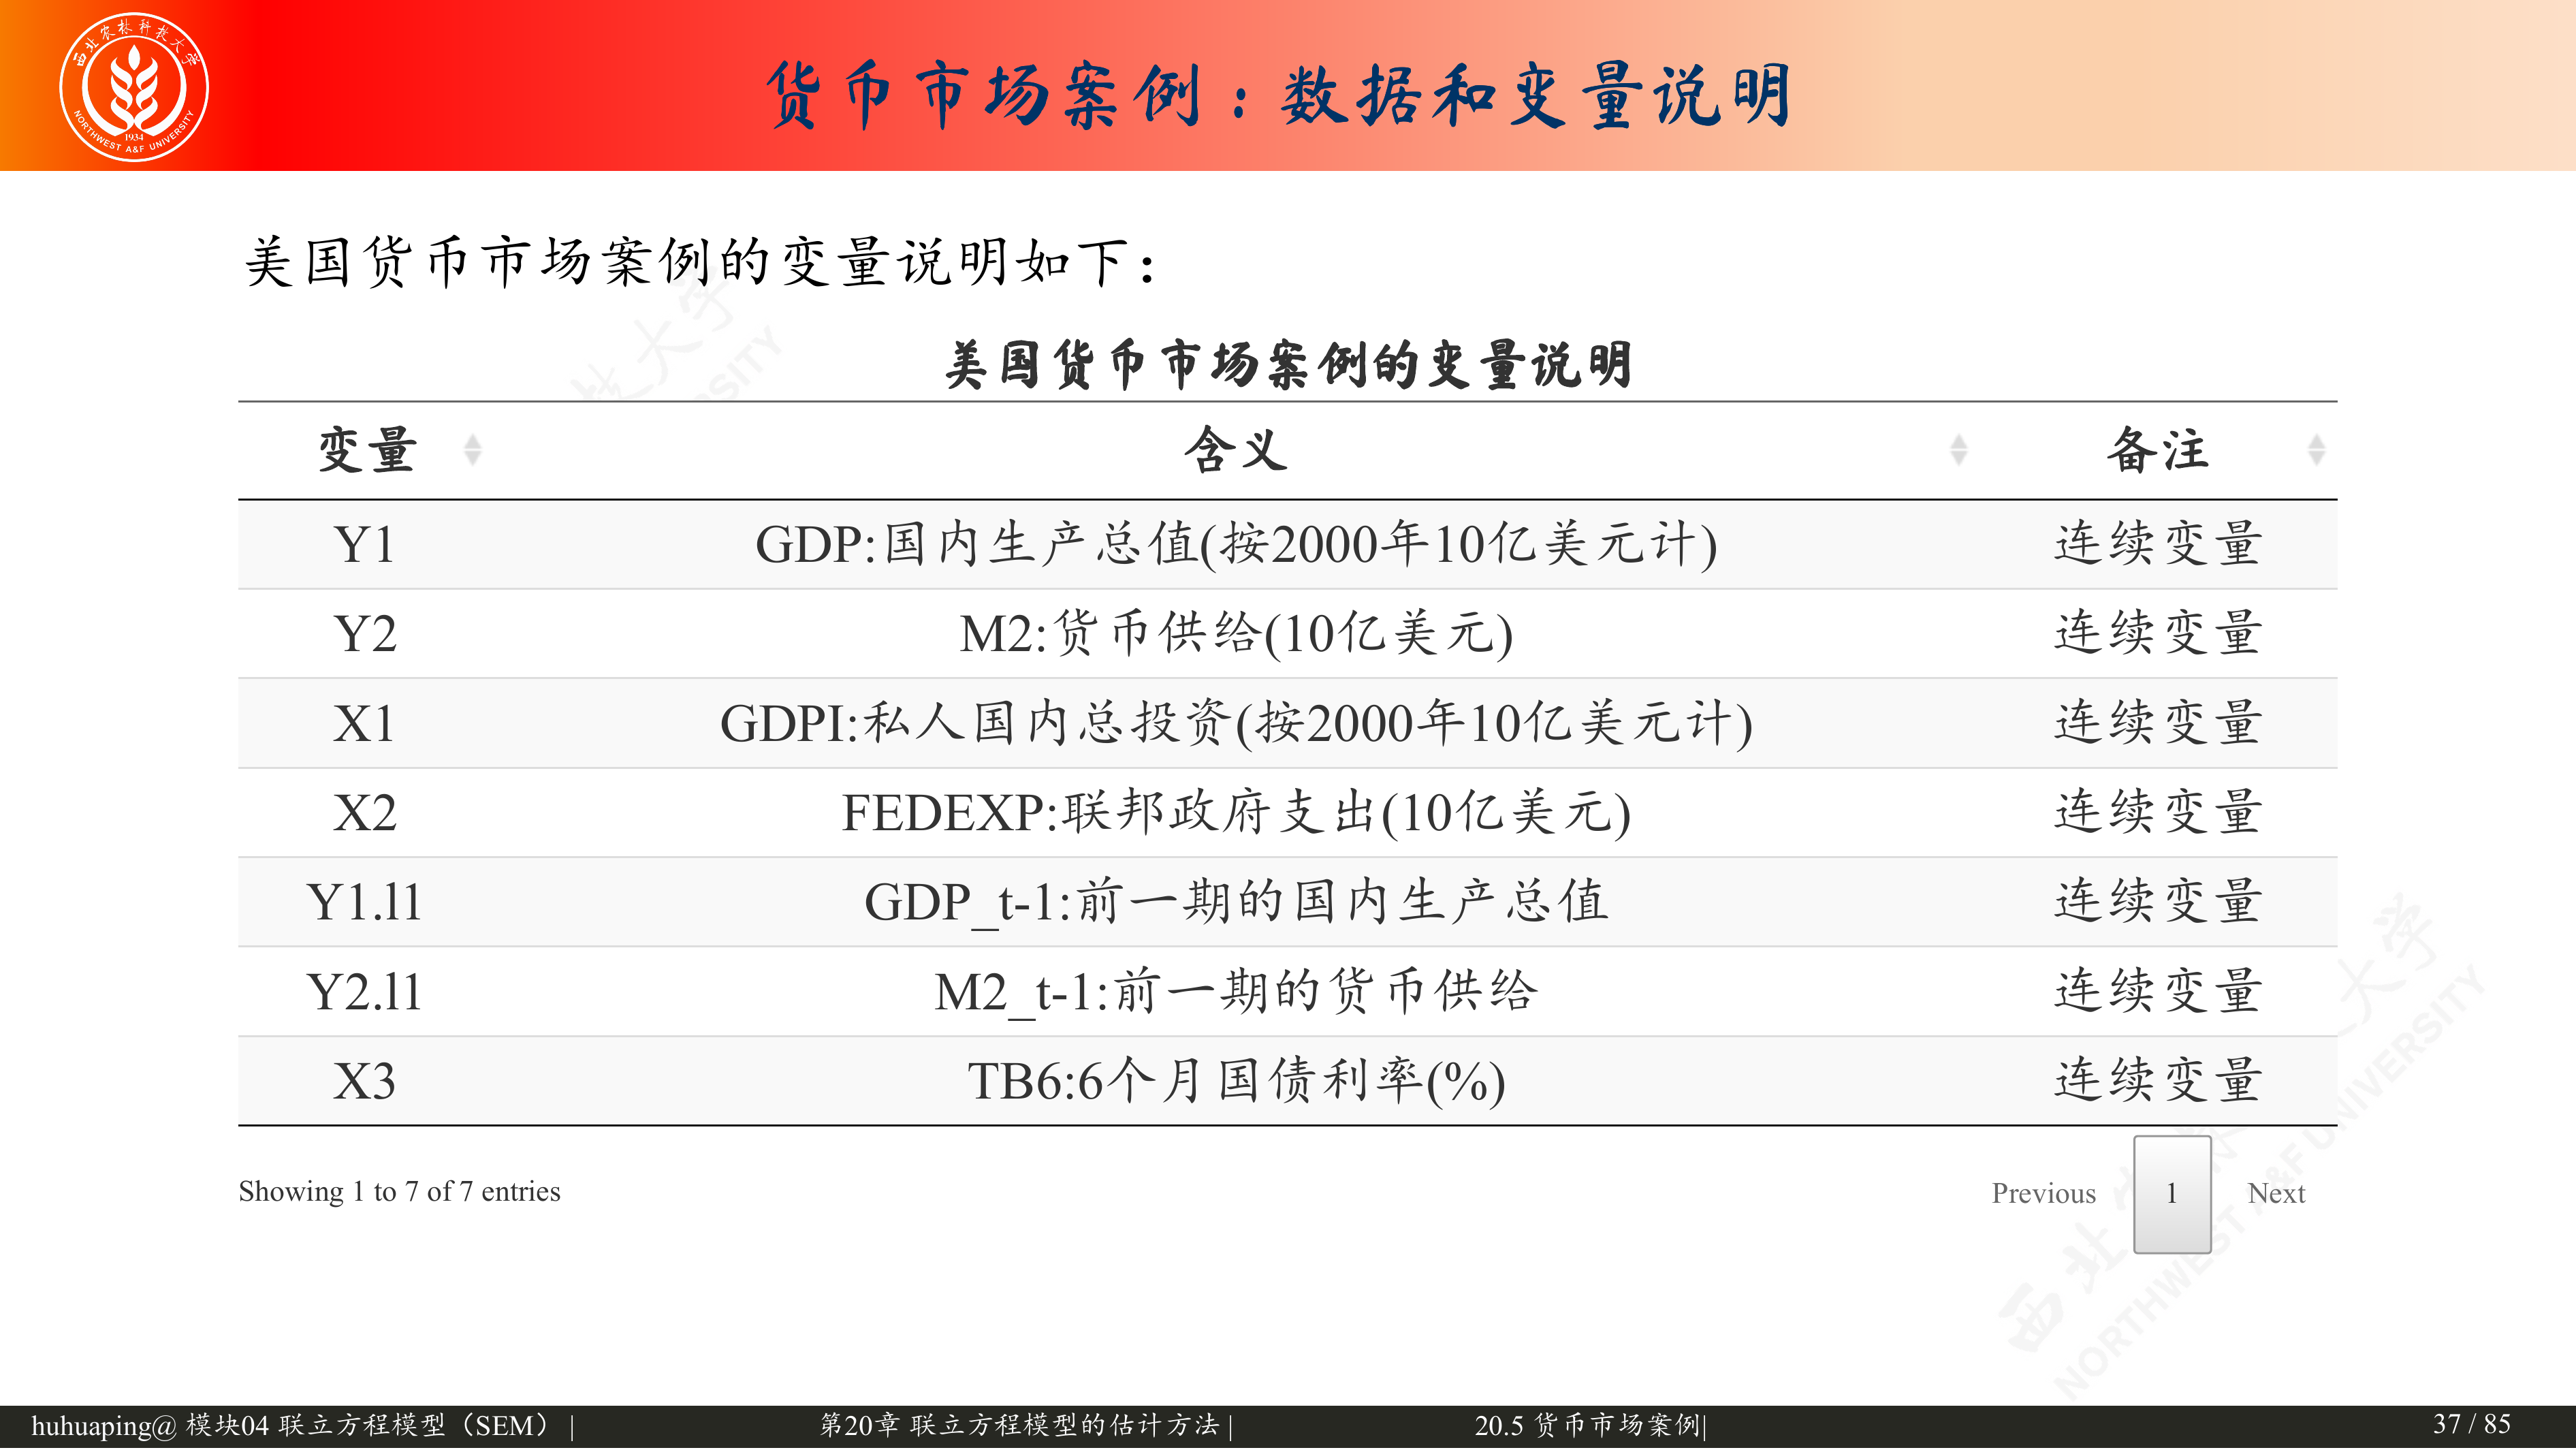 西北农林科技大学
NORTHWEST A&F UNIVERSITY
1934
货币市场案例：数据和变量说明
美国货币市场案例的变量说明如下：
美国货币市场案例的变量说明
变量 含义 备注
Y1 GDP:国内生产总值(按2000年10亿美元计) 连续变量
Y2 M2:货币供给(10亿美元) 连续变量
X1 GDPI:私人国内总投资(按2000年10亿美元计) 连续变量
X2 FEDEXP:联邦政府支出(10亿美元) 连续变量
Y1.l1 GDP_t-1:前一期的国内生产总值 连续变量
Y2.l1 M2_t-1:前一期的货币供给 连续变量
X3 TB6:6个月国债利率(%) 连续变量
Showing 1 to 7 of 7 entries
Previous 1 Next
huhuaping@ 模块04 联立方程模型（SEM） | 第20章 联立方程模型的估计方法 | 20.5 货币市场案例| 37 / 85